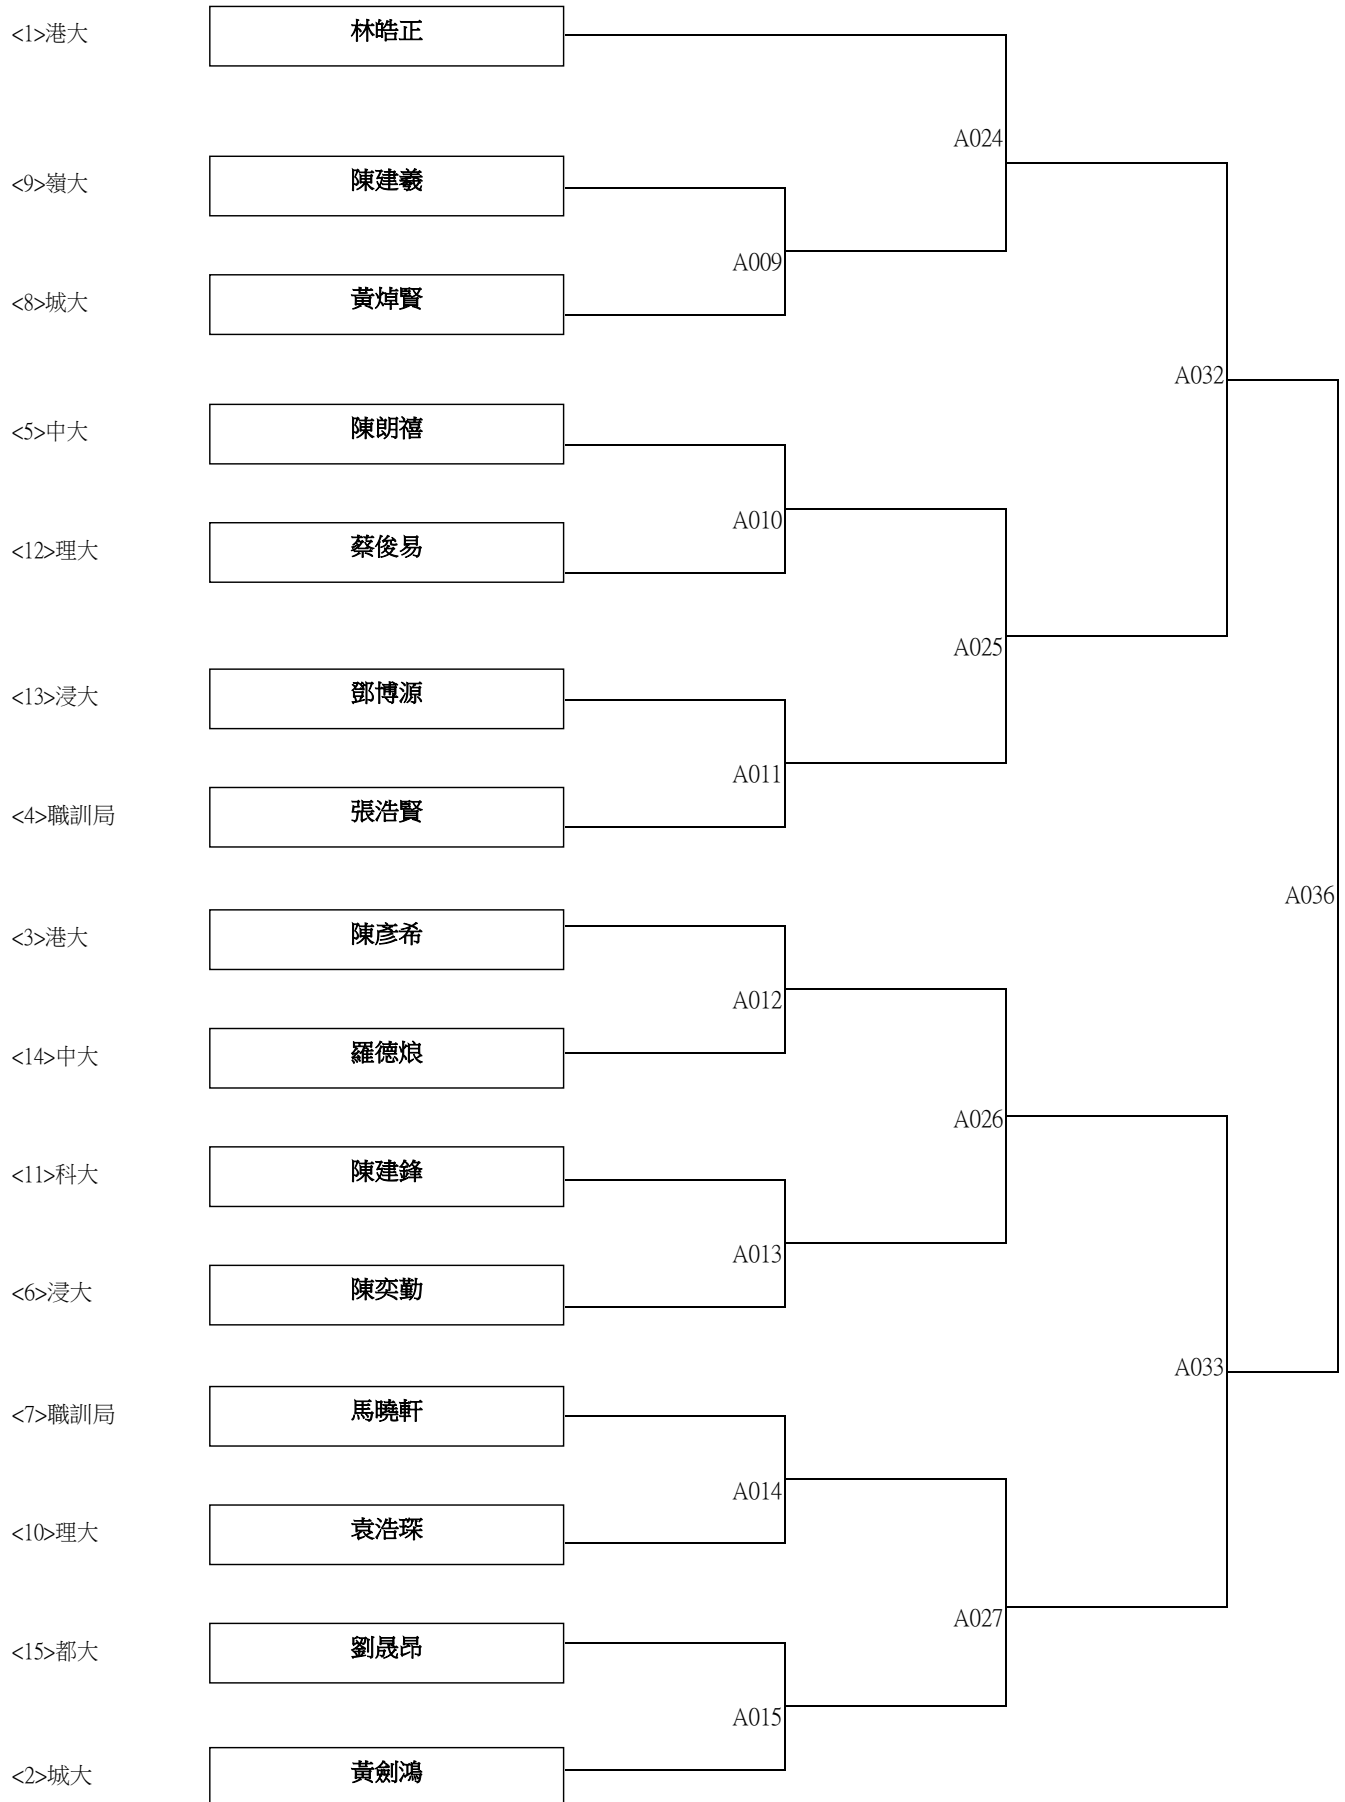 <1>港大 林皓正
A024
<9>嶺大 陳建羲
A009
<8>城大 黃焯賢
A032
<5>中大 陳朗禧
A010
<12>理大 蔡俊易
A025
<13>浸大 鄧博源
A011
<4>職訓局 張浩賢
A036
<3>港大 陳彥希
A012
<14>中大 羅德烺
A026
<11>科大 陳建鋒
A013
<6>浸大 陳奕勤
A033
<7>職訓局 馬曉軒
A014
<10>理大 袁浩琛
A027
<15>都大 劉晟昂
A015
<2>城大 黃劍鴻